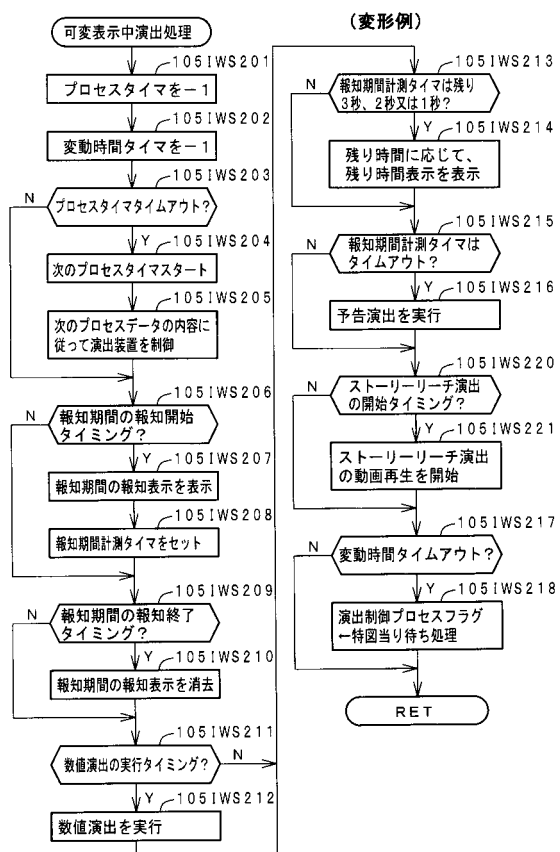 可変表示中演出処理
105IWS201
プロセスタイマを－1
105IWS202
変動時間タイマを－1
105IWS203
N
プロセスタイマタイムアウト?
Y
105IWS204
次のプロセスタイマスタート
105IWS205
次のプロセスデータの内容に
従って演出装置を制御
105IWS206
N
報知期間の報知開始
タイミング?
Y
105IWS207
報知期間の報知表示を表示
105IWS208
報知期間計測タイマをセット
105IWS209
N
報知期間の報知終了
タイミング?
Y
105IWS210
報知期間の報知表示を消去
105IWS211
数値演出の実行タイミング?
N
Y
105IWS212
数値演出を実行
(変形例)
105IWS213
N
報知期間計測タイマは残り
3秒、2秒又は1秒?
Y
105IWS214
残り時間に応じて、
残り時間表示を表示
105IWS215
N
報知期間計測タイマは
タイムアウト?
Y
105IWS216
予告演出を実行
105IWS220
N
ストーリーリーチ演出
の開始タイミング?
Y
105IWS221
ストーリーリーチ演出
の動画再生を開始
105IWS217
N
変動時間タイムアウト?
Y
105IWS218
演出制御プロセスフラグ
←特図当り待ち処理
RET